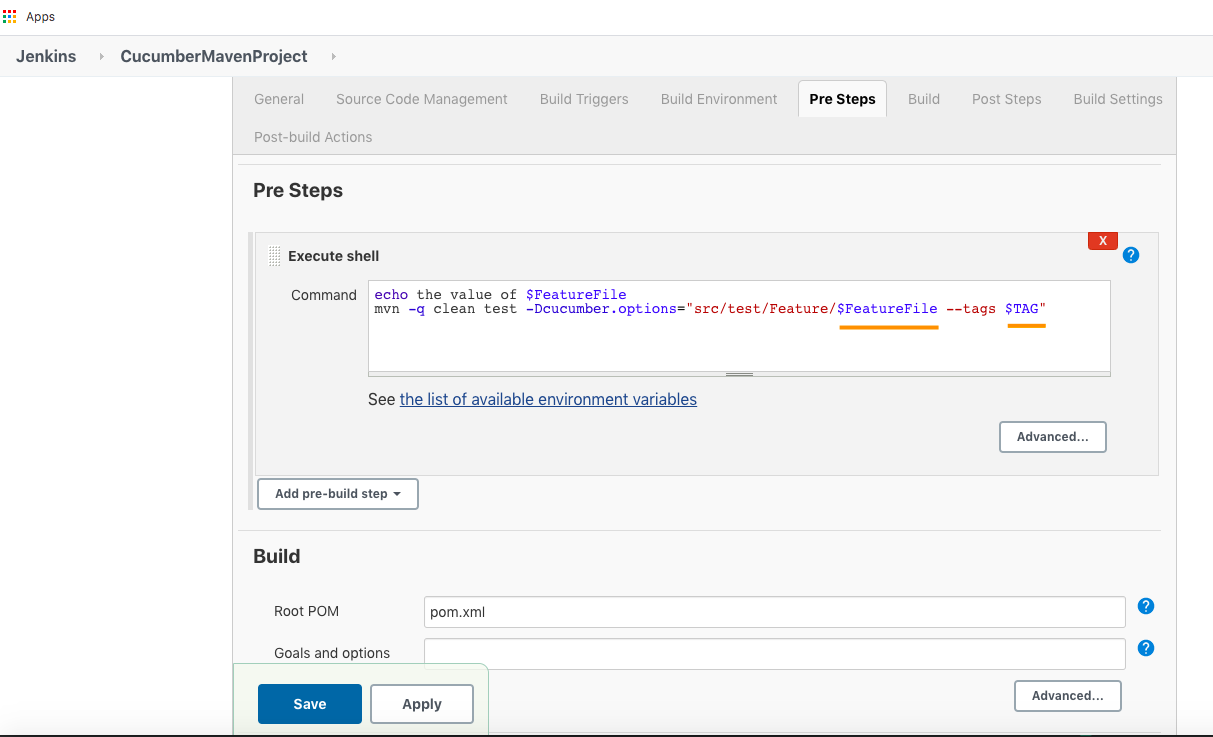 Apps
Jenkins CucumberMavenProject
General Source Code Management Build Triggers Build Environment Pre Steps Build Post Steps Build Settings
Post-build Actions
Pre Steps
X
Execute shell ?
Command echo the value of $FeatureFile
mvn -q clean test -Dcucumber.options="src/test/Feature/$FeatureFile --tags $TAG"
See the list of available environment variables
Advanced...
Add pre-build step
Build
Root POM pom.xml ?
Goals and options ?
Advanced...
Save Apply